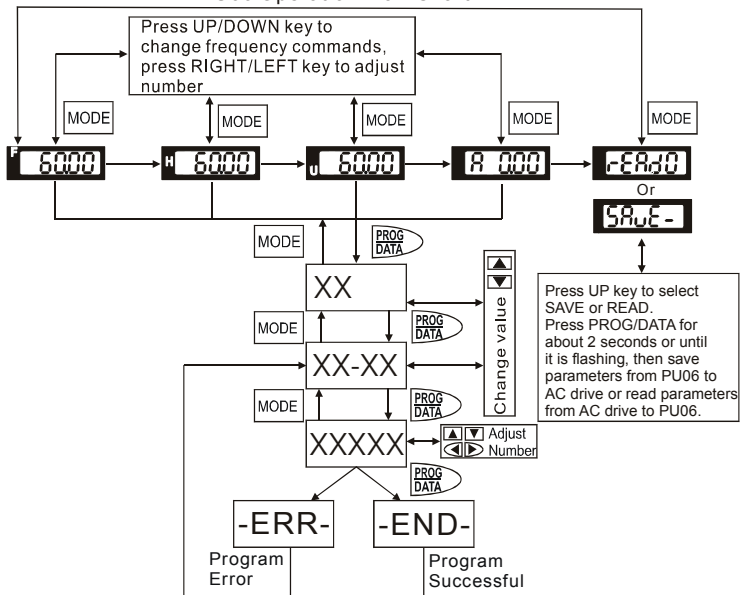 Press UP/DOWN key to
change frequency commands,
press RIGHT/LEFT key to adjust
number
MODE
MODE
MODE
MODE
MODE
F 60.00
H 60.00
U 60.00
A 0.00
rEAd0
Or
SAvE-
MODE
PROG
DATA
XX
MODE
PROG
DATA
XX-XX
Change value
MODE
PROG
DATA
XXXXX
Adjust
Number
PROG
DATA
-ERR-
-END-
Program
Error
Program
Successful
Press UP key to select
SAVE or READ.
Press PROG/DATA for
about 2 seconds or until
it is flashing, then save
parameters from PU06 to
AC drive or read parameters
from AC drive to PU06.